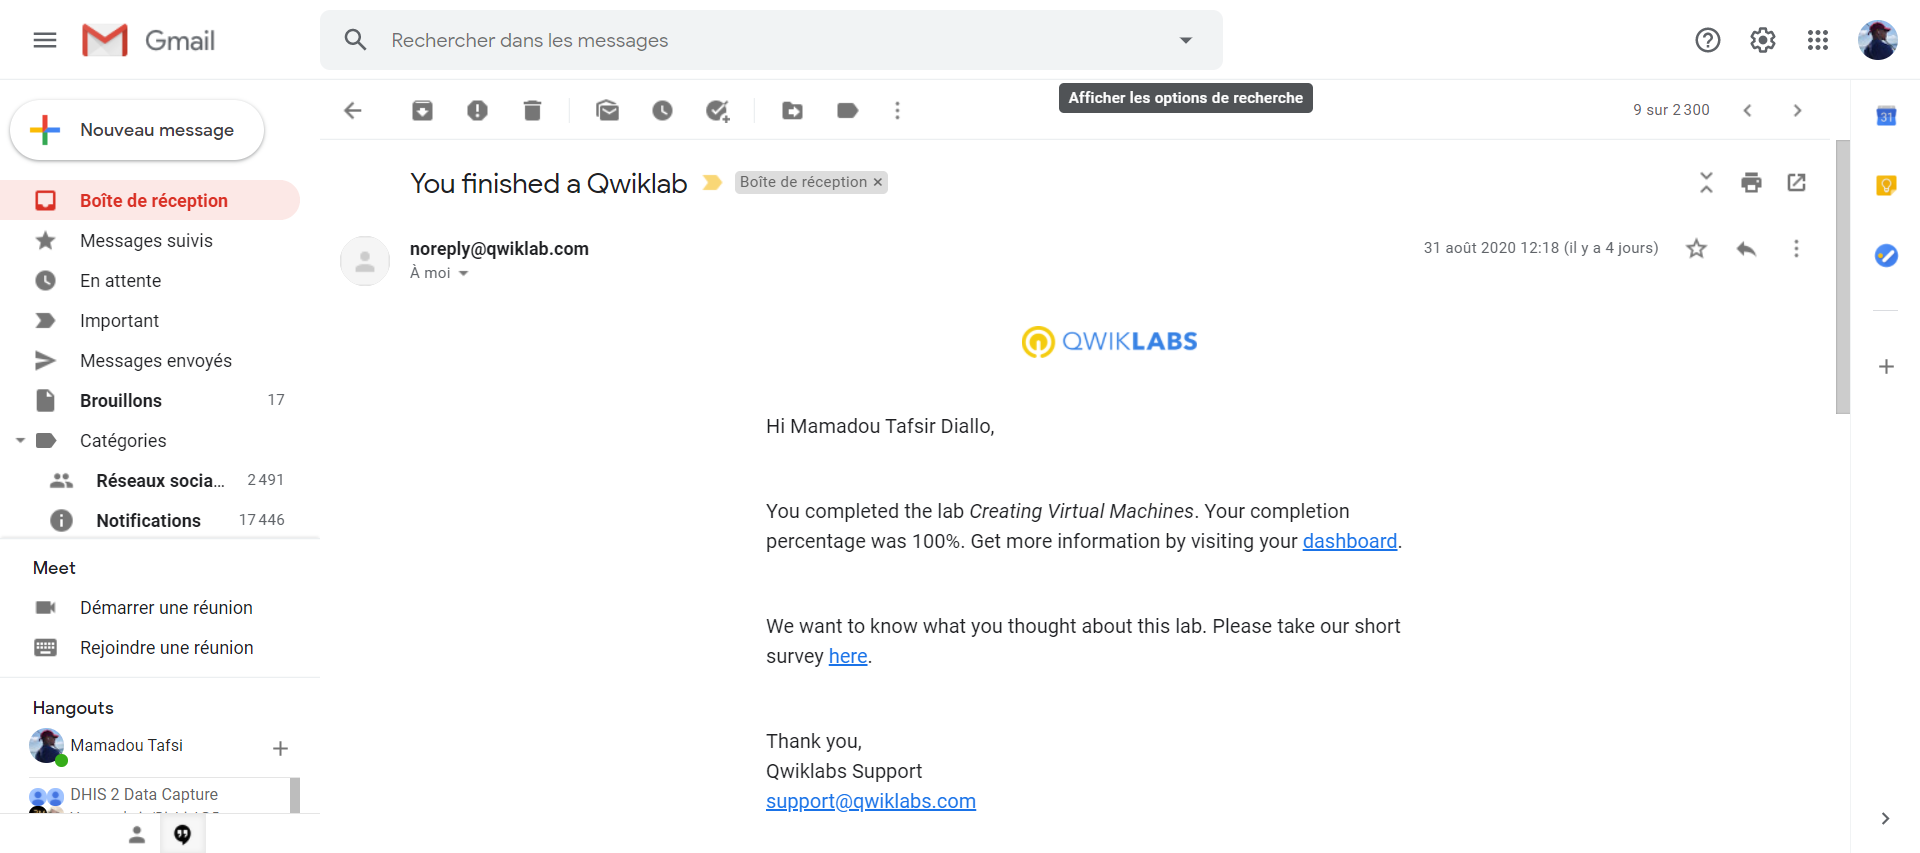 Gmail
Rechercher dans les messages
Afficher les options de recherche
Nouveau message
9 sur 2 300
31
Boîte de réception
Messages suivis
En attente
Important
Messages envoyés
Brouillons 17
Catégories
Réseaux socia... 2 491
Notifications 17 446
Meet
Démarrer une réunion
Rejoindre une réunion
Hangouts
Mamadou Tafsi
DHIS 2 Data Capture
You finished a Qwiklab
Boîte de réception ×
noreply@qwiklab.com
31 août 2020 12:18 (il y a 4 jours)
À moi
QWIKLABS
Hi Mamadou Tafsir Diallo,
You completed the lab Creating Virtual Machines. Your completion
percentage was 100%. Get more information by visiting your dashboard.
We want to know what you thought about this lab. Please take our short
survey here.
Thank you,
Qwiklabs Support
support@qwiklabs.com